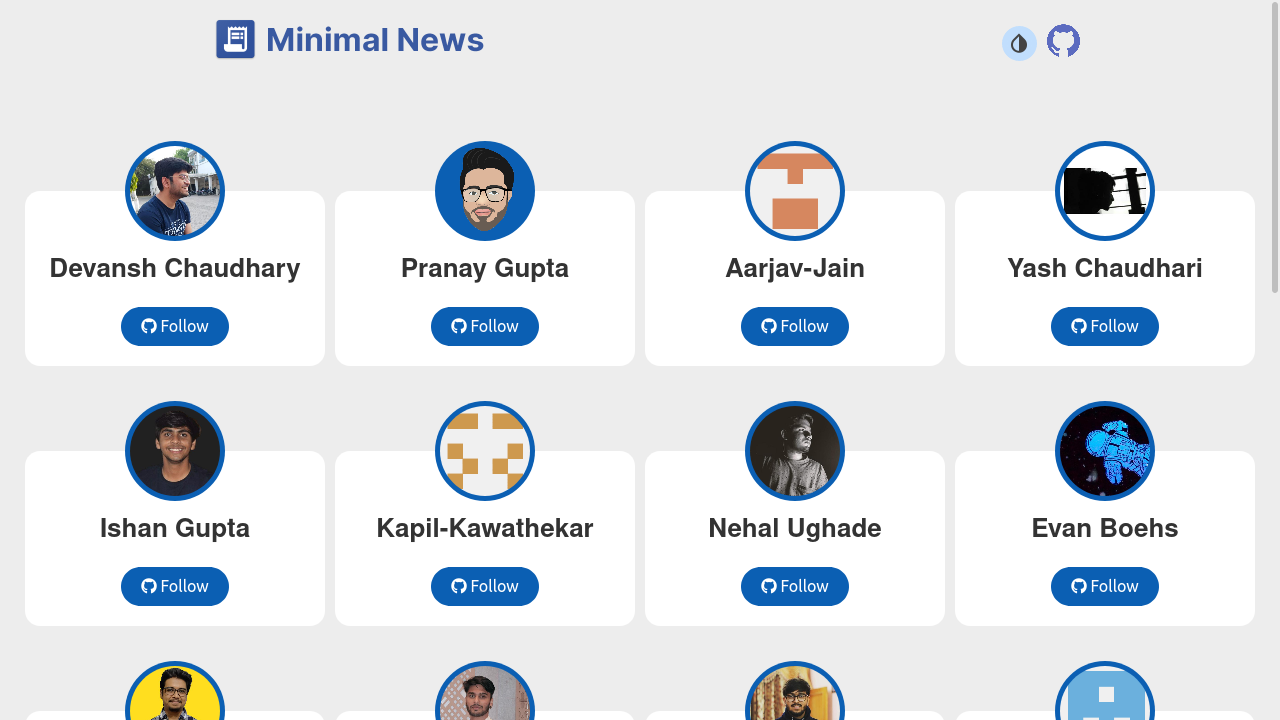 Minimal News
Devansh Chaudhary
Pranay Gupta
Aarjav-Jain
Yash Chaudhari
Follow
Follow
Follow
Follow
Ishan Gupta
Kapil-Kawathekar
Nehal Ughade
Evan Boehs
Follow
Follow
Follow
Follow